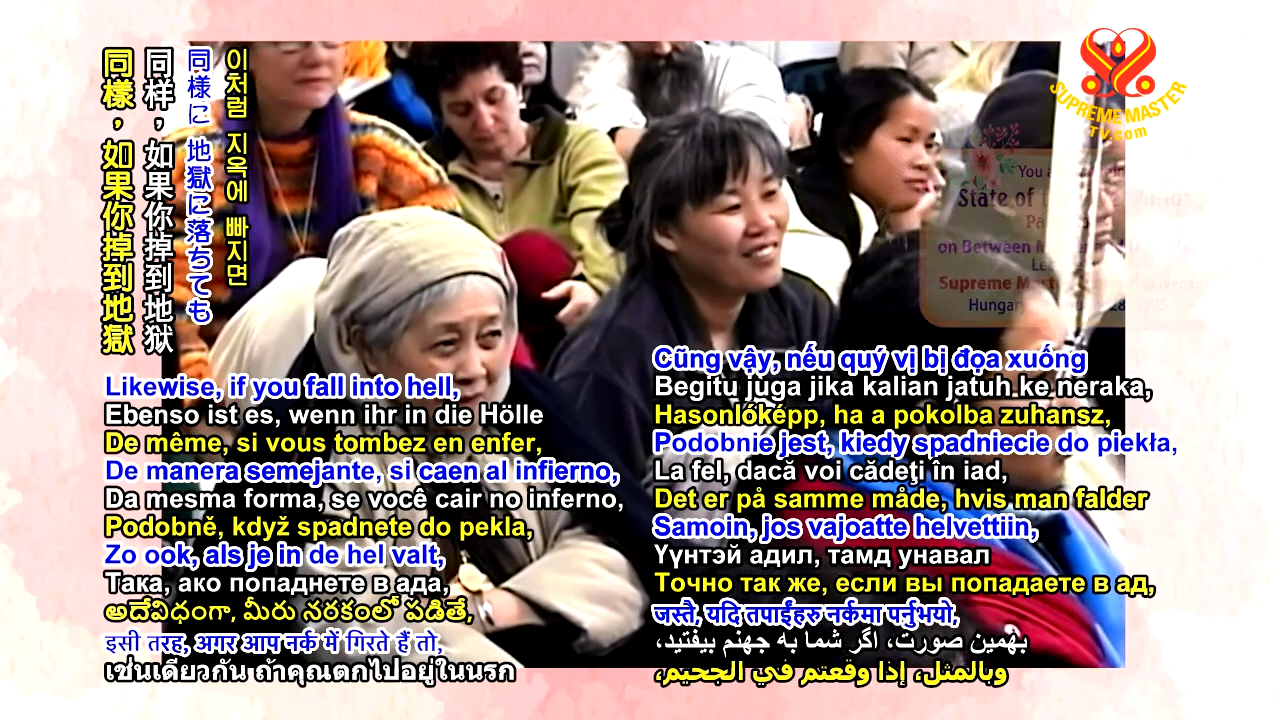 同樣，如果你掉到地獄
同样，如果你掉到地狱
同様に 地獄に落ちても
이처럼 지옥에 빠지면
SUPREME MASTER
TV.com
You a
State of
Pa
on Between M
Le
Supreme Mas
Hungary
Likewise, if you fall into hell,
Ebenso ist es, wenn ihr in die Hölle
De même, si vous tombez en enfer,
De manera semejante, si caen al infierno,
Da mesma forma, se você cair no inferno,
Podobně, když spadnete do pekla,
Zo ook, als je in de hel valt,
Така, ако попаднете в ада,
అదేవిధంగా, మీరు నరకంలో పడితే,
इसी तरह, अगर आप नर्क में गिरते हैं तो,
เช่นเดียวกัน ถ้าคุณตกไปอยู่ในนรก
Cũng vậy, nếu quý vị bị đọa xuống
Begitu juga jika kalian jatuh ke neraka,
Hasonlóképp, ha a pokolba zuhansz,
Podobnie jest, kiedy spadniecie do piekła,
La fel, dacă voi cădeţi în iad,
Det er på samme måde, hvis man falder
Samoin, jos vajoatte helvettiin,
Үүнтэй адил, тамд унавал
Точно так же, если вы попадаете в ад,
जस्तै, यदि तपाईंहरु नर्कमा पर्नुभयो,
بهمین صورت، اگر شما به جهنم بیفتید،
وبالمثل، إذا وقعتم في الجحيم،